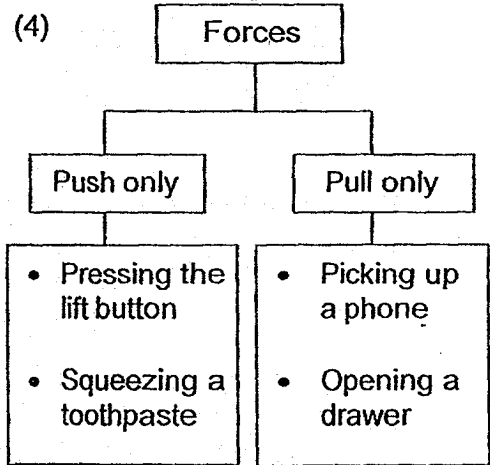 (4)
Forces
Push only
Pull only
• Pressing the
lift button
• Squeezing a
toothpaste
• Picking up
a phone
• Opening a
drawer